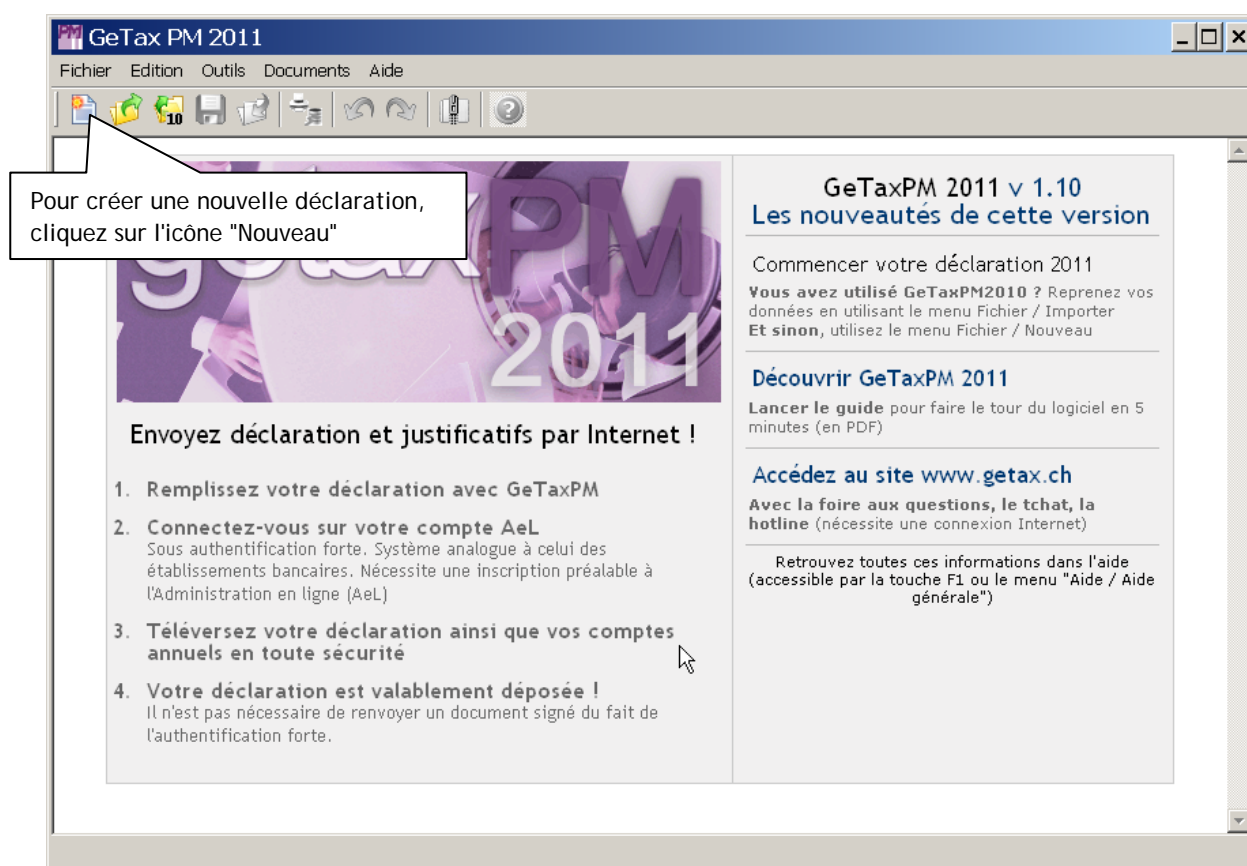 GeTax PM 2011
Fichier Edition Outils Documents Aide
10
Pour créer une nouvelle déclaration,
cliquez sur l'icône "Nouveau"
getaxPM
2011
Envoyez déclaration et justificatifs par Internet !
1. Remplissez votre déclaration avec GeTaxPM
2. Connectez-vous sur votre compte AeL
Sous authentification forte. Système analogue à celui des
établissements bancaires. Nécessite une inscription préalable à
l'Administration en ligne (AeL)
3. Téléversez votre déclaration ainsi que vos comptes
annuels en toute sécurité
4. Votre déclaration est valablement déposée !
Il n'est pas nécessaire de renvoyer un document signé du fait de
l'authentification forte.
GeTaxPM 2011 v 1.10
Les nouveautés de cette version
Commencer votre déclaration 2011
Vous avez utilisé GeTaxPM2010 ? Reprenez vos
données en utilisant le menu Fichier / Importer
Et sinon, utilisez le menu Fichier / Nouveau
Découvrir GeTaxPM 2011
Lancer le guide pour faire le tour du logiciel en 5
minutes (en PDF)
Accédez au site www.getax.ch
Avec la foire aux questions, le tchat, la
hotline (nécessite une connexion Internet)
Retrouvez toutes ces informations dans l'aide
(accessible par la touche F1 ou le menu "Aide / Aide
générale")